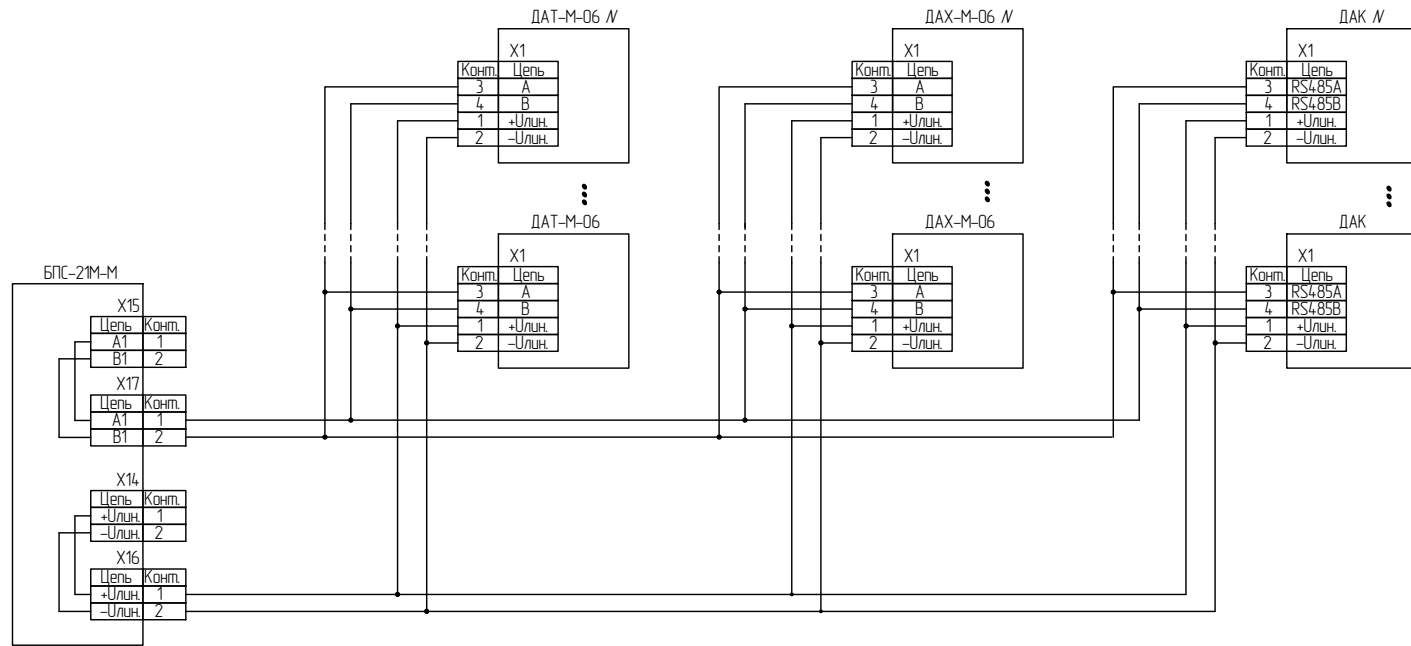 ДАТ-М-06 N
X1
Конт. Цепь
3 A
4 B
1 +Uлин.
2 -Uлин.
ДАХ-М-06 N
X1
Конт. Цепь
3 A
4 B
1 +Uлин.
2 -Uлин.
ДАК N
X1
Конт. Цепь
3 RS485A
4 RS485B
1 +Uлин.
2 -Uлин.
ДАТ-М-06
X1
Конт. Цепь
3 A
4 B
1 +Uлин.
2 -Uлин.
ДАХ-М-06
X1
Конт. Цепь
3 A
4 B
1 +Uлин.
2 -Uлин.
ДАК
X1
Конт. Цепь
3 RS485A
4 RS485B
1 +Uлин.
2 -Uлин.
БПС-21М-М
X15
Цепь Конт.
A1 1
B1 2
X17
Цепь Конт.
A1 1
B1 2
X14
Цепь Конт.
+Uлин. 1
-Uлин. 2
X16
Цепь Конт.
+Uлин. 1
-Uлин. 2